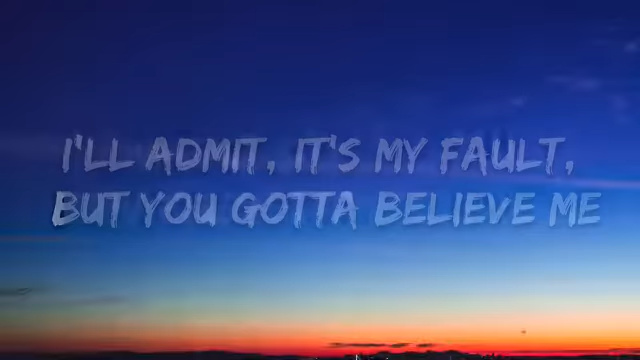 I'LL ADMIT, IT'S MY FAULT,
BUT YOU GOTTA BELIEVE ME